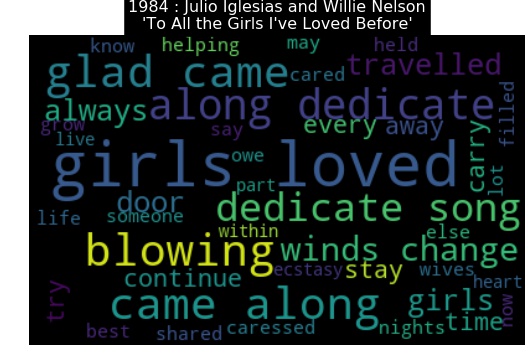 1984 : Julio Iglesias and Willie Nelson
'To All the Girls I've Loved Before'
know helping may held
glad came cared travelled
always along dedicate filled
grow say every away
live girls loved carry
owe part lot
door dedicate song
life someone within else
blowing winds change
continue ecstasy stay wives heart
try came along girls now
best shared caressed nights time